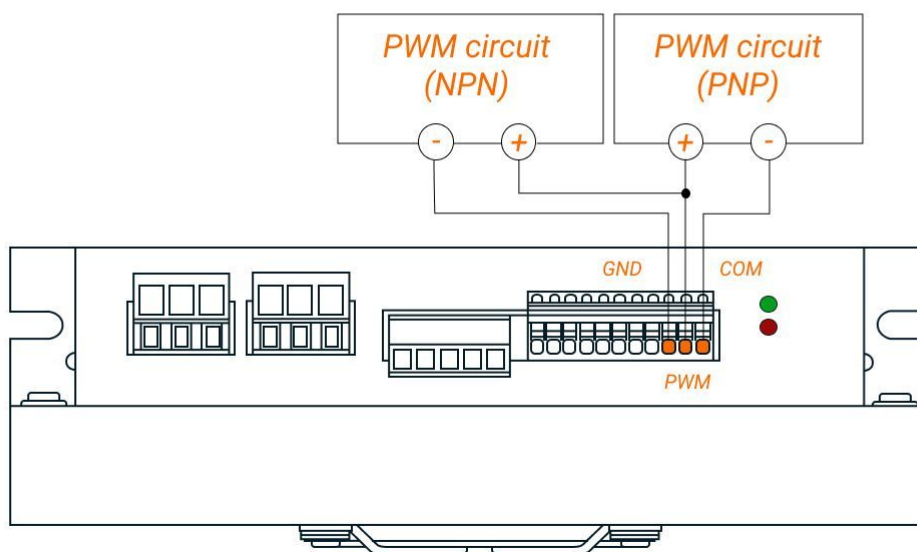 PWM circuit
(NPN)
PWM circuit
(PNP)
- +
+ -
GND
COM
PWM